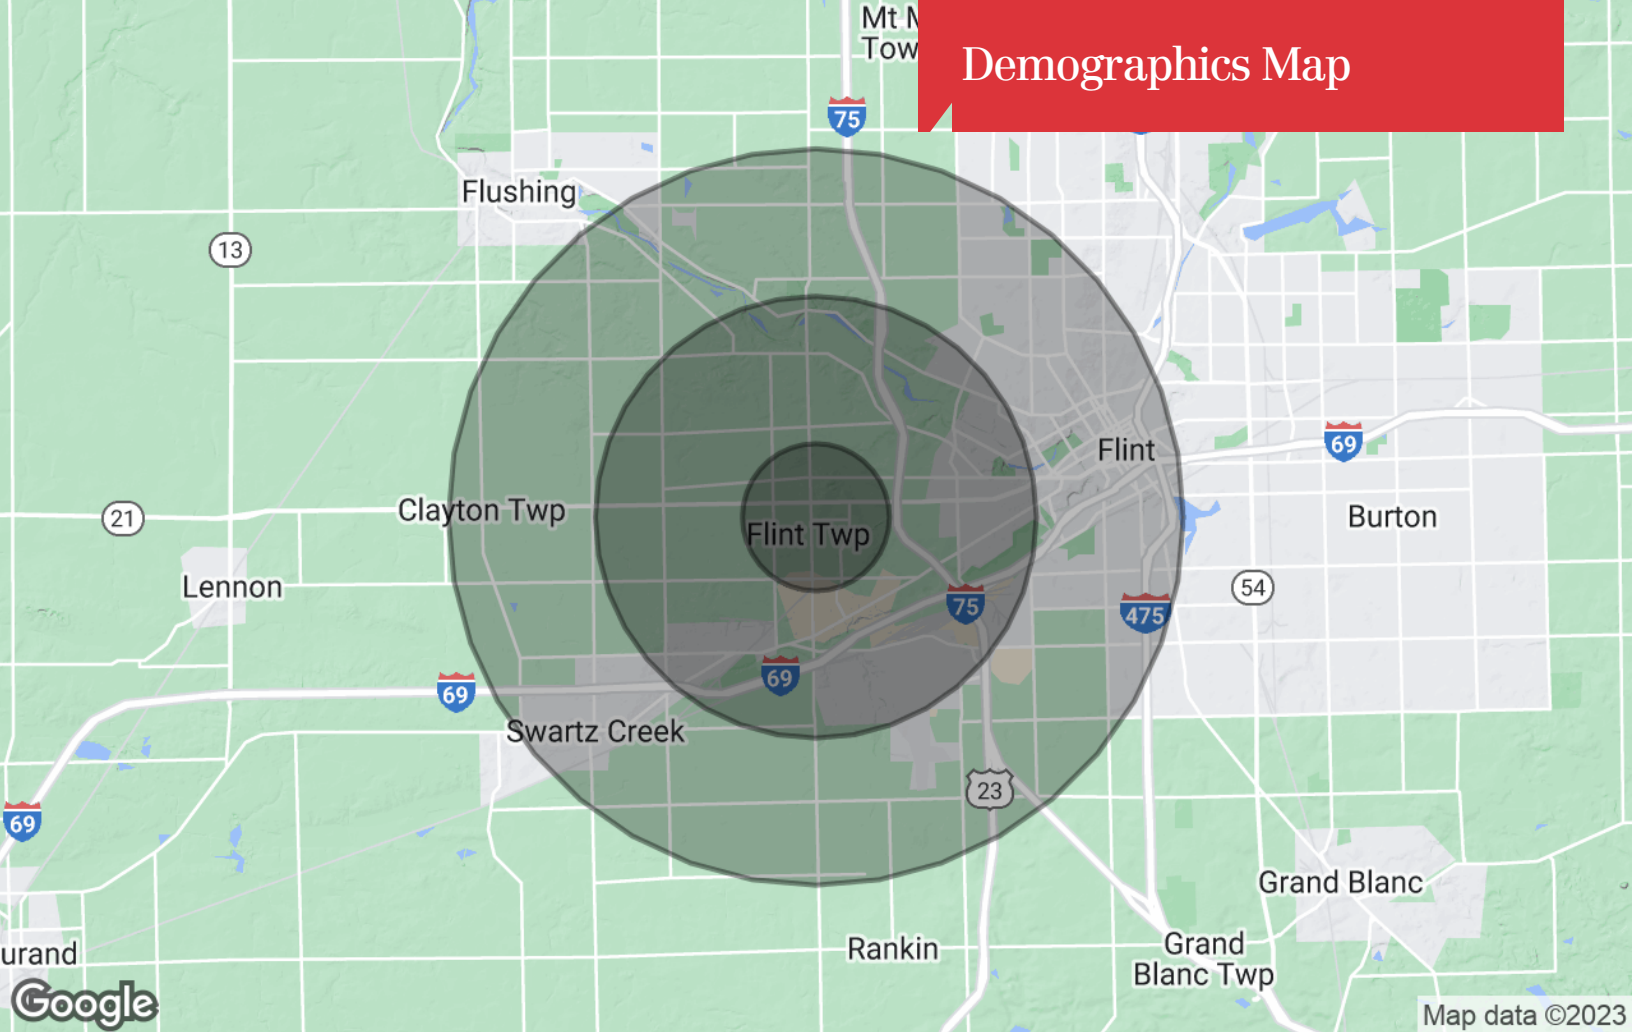 Mt M
Tow
Demographics Map
75
Flushing
13
Flint
69
Clayton Twp
21
Flint Twp
Burton
Lennon
54
75
475
69
69
Swartz Creek
23
69
Grand Blanc
Rankin
Grand
Blanc Twp
urand
Google
Map data ©2023